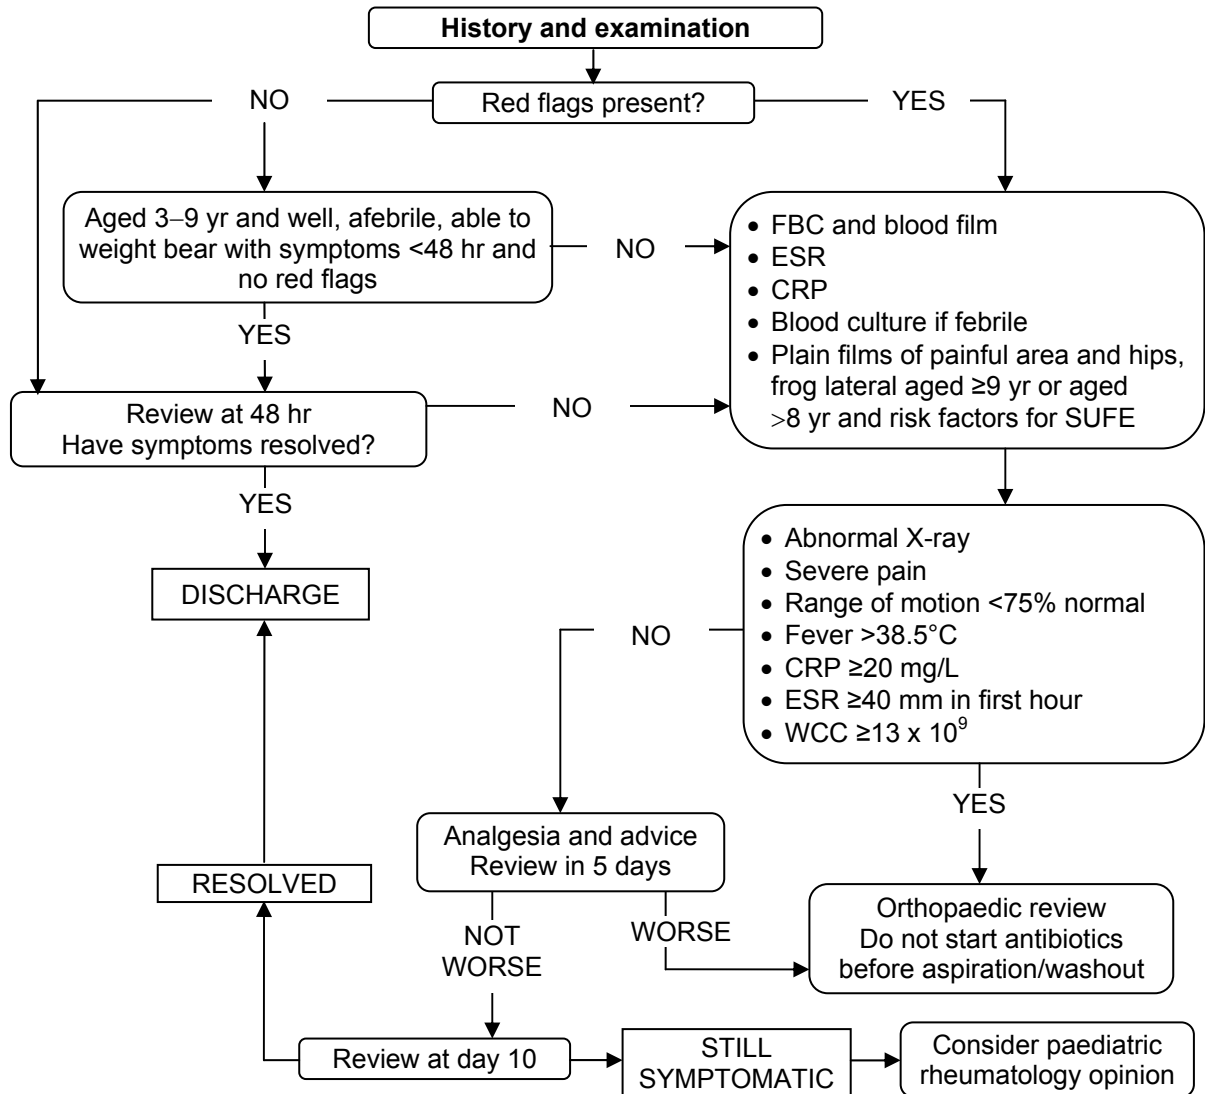 History and examination
Red flags present?
NO
YES
Aged 3–9 yr and well, afebrile, able to
weight bear with symptoms <48 hr and
no red flags
NO
YES
• FBC and blood film
• ESR
• CRP
• Blood culture if febrile
• Plain films of painful area and hips,
frog lateral aged ≥9 yr or aged
>8 yr and risk factors for SUFE
Review at 48 hr
Have symptoms resolved?
NO
YES
DISCHARGE
• Abnormal X-ray
• Severe pain
• Range of motion <75% normal
• Fever >38.5°C
• CRP ≥20 mg/L
• ESR ≥40 mm in first hour
• WCC ≥13 x 10⁹
NO
YES
Analgesia and advice
Review in 5 days
RESOLVED
NOT
WORSE
WORSE
Orthopaedic review
Do not start antibiotics
before aspiration/washout
Review at day 10
STILL
SYMPTOMATIC
Consider paediatric
rheumatology opinion